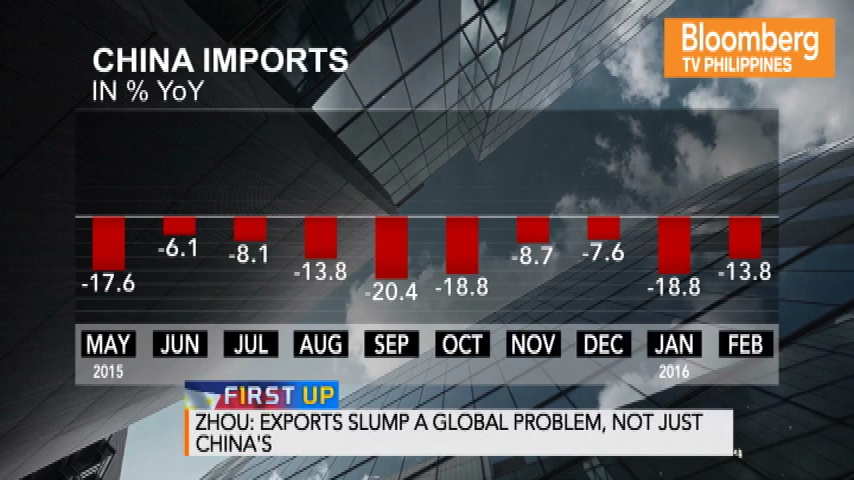 CHINA IMPORTS
IN % YoY
Bloomberg
TV PHILIPPINES
-17.6
-6.1
-8.1
-13.8
-20.4
-18.8
-8.7
-7.6
-18.8
-13.8
MAY JUN JUL AUG SEP OCT NOV DEC JAN FEB
2015 2016
FIRST UP
ZHOU: EXPORTS SLUMP A GLOBAL PROBLEM, NOT JUST
CHINA'S